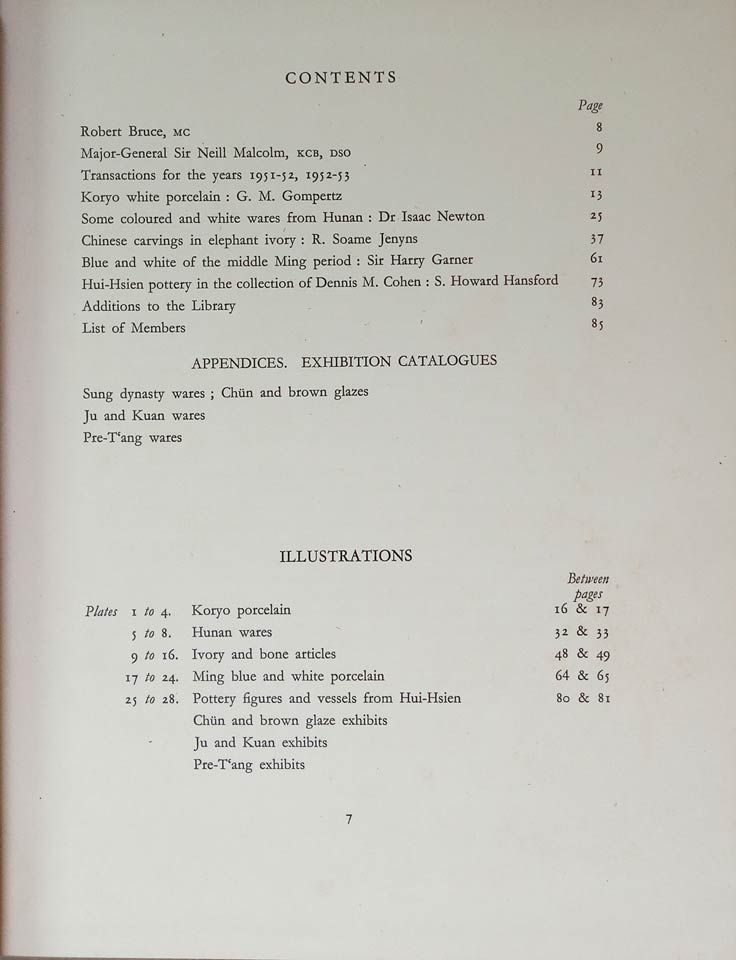 CONTENTS
Page
Robert Bruce, MC 8
Major-General Sir Neill Malcolm, KCB, DSO 9
Transactions for the years 1951-52, 1952-53 11
Koryo white porcelain : G. M. Gompertz 13
Some coloured and white wares from Hunan : Dr Isaac Newton 25
Chinese carvings in elephant ivory : R. Soame Jenyns 37
Blue and white of the middle Ming period : Sir Harry Garner 61
Hui-Hsien pottery in the collection of Dennis M. Cohen : S. Howard Hansford 73
Additions to the Library 83
List of Members 85
APPENDICES. EXHIBITION CATALOGUES
Sung dynasty wares ; Chün and brown glazes
Ju and Kuan wares
Pre-Tʻang wares
ILLUSTRATIONS
Between
pages
Plates 1 to 4. Koryo porcelain 16 & 17
5 to 8. Hunan wares 32 & 33
9 to 16. Ivory and bone articles 48 & 49
17 to 24. Ming blue and white porcelain 64 & 65
25 to 28. Pottery figures and vessels from Hui-Hsien 80 & 81
Chün and brown glaze exhibits
Ju and Kuan exhibits
Pre-Tʻang exhibits
7